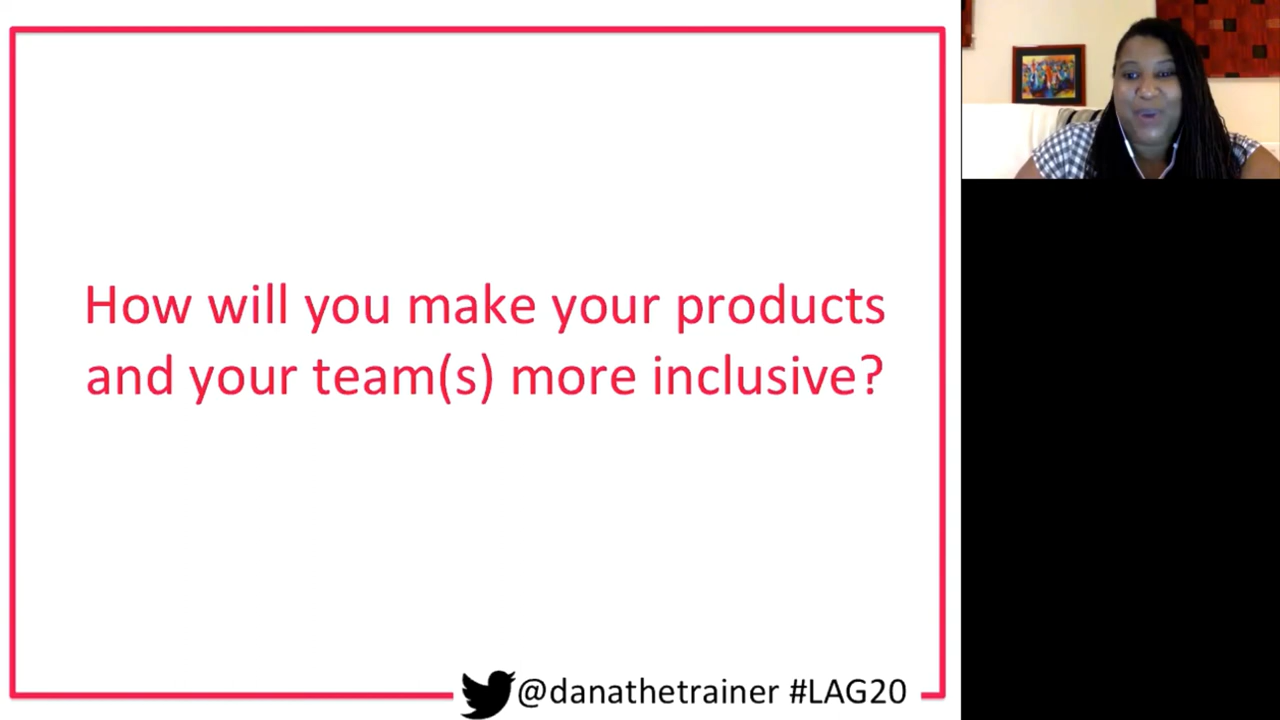 How will you make your products
and your team(s) more inclusive?
@danathetrainer #LAG20